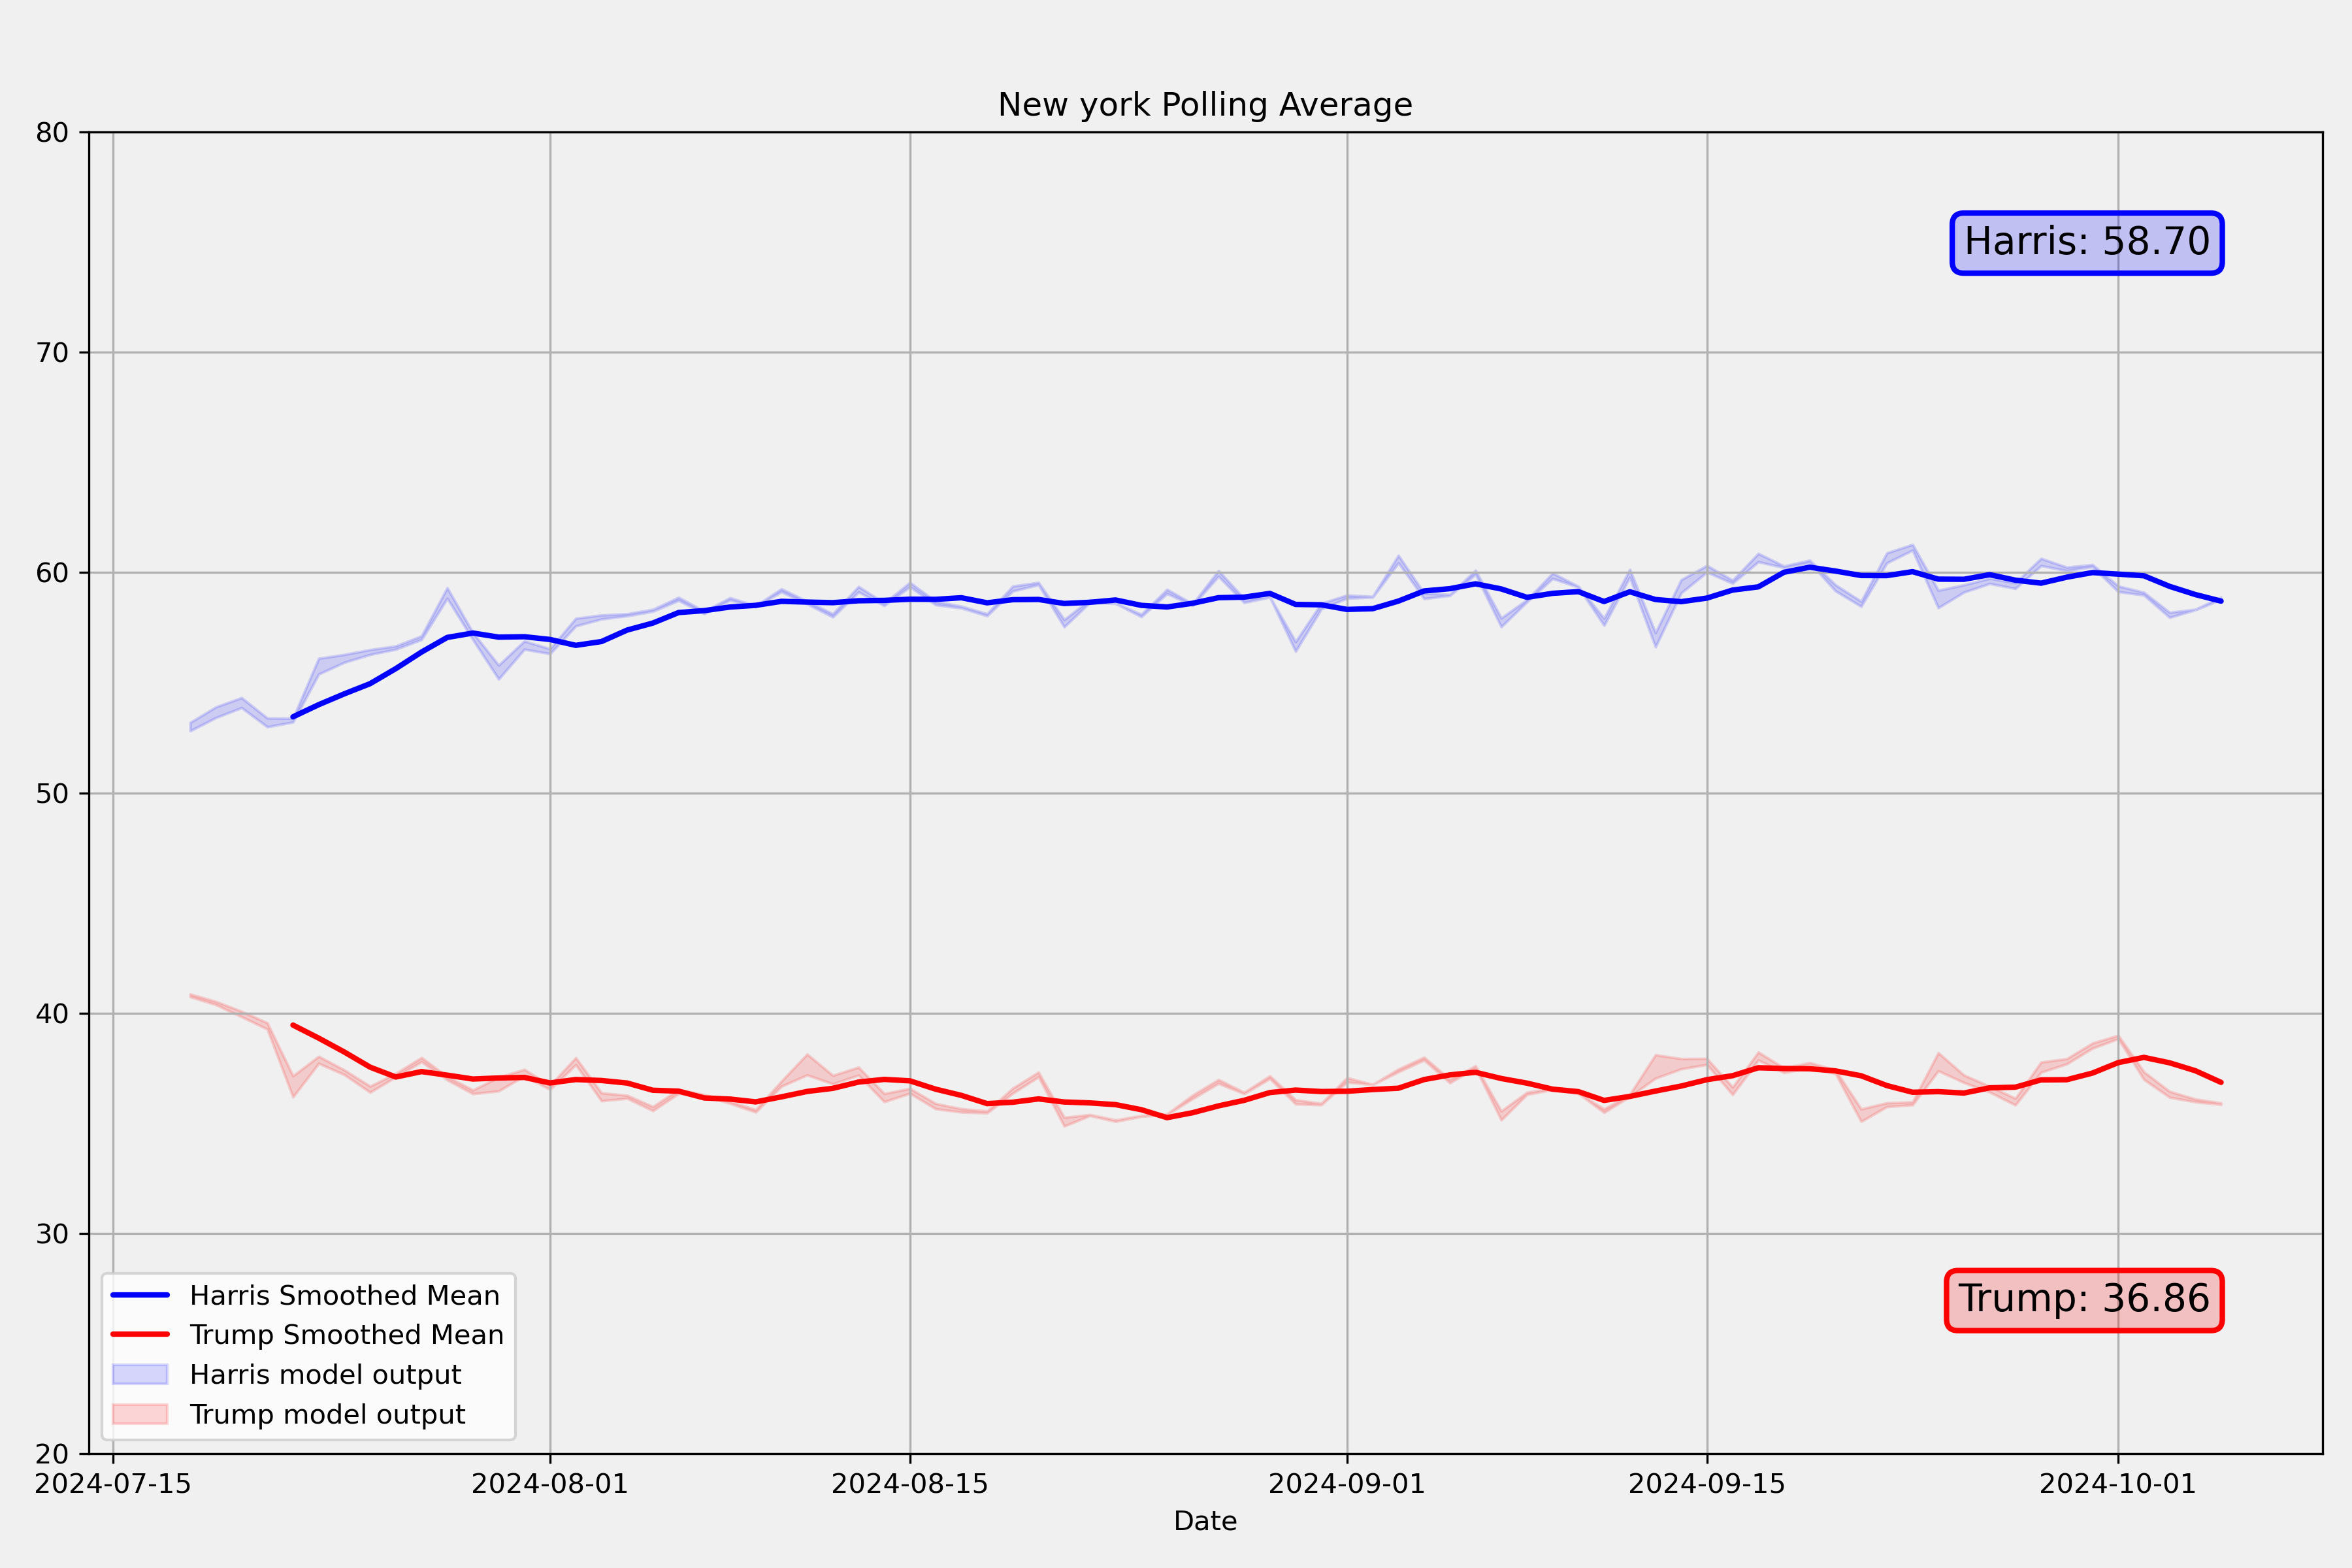 New york Polling Average
80
70
60
50
40
30
20
Harris: 58.70
Trump: 36.86
Harris Smoothed Mean
Trump Smoothed Mean
Harris model output
Trump model output
2024-07-15
2024-08-01
2024-08-15
2024-09-01
2024-09-15
2024-10-01
Date